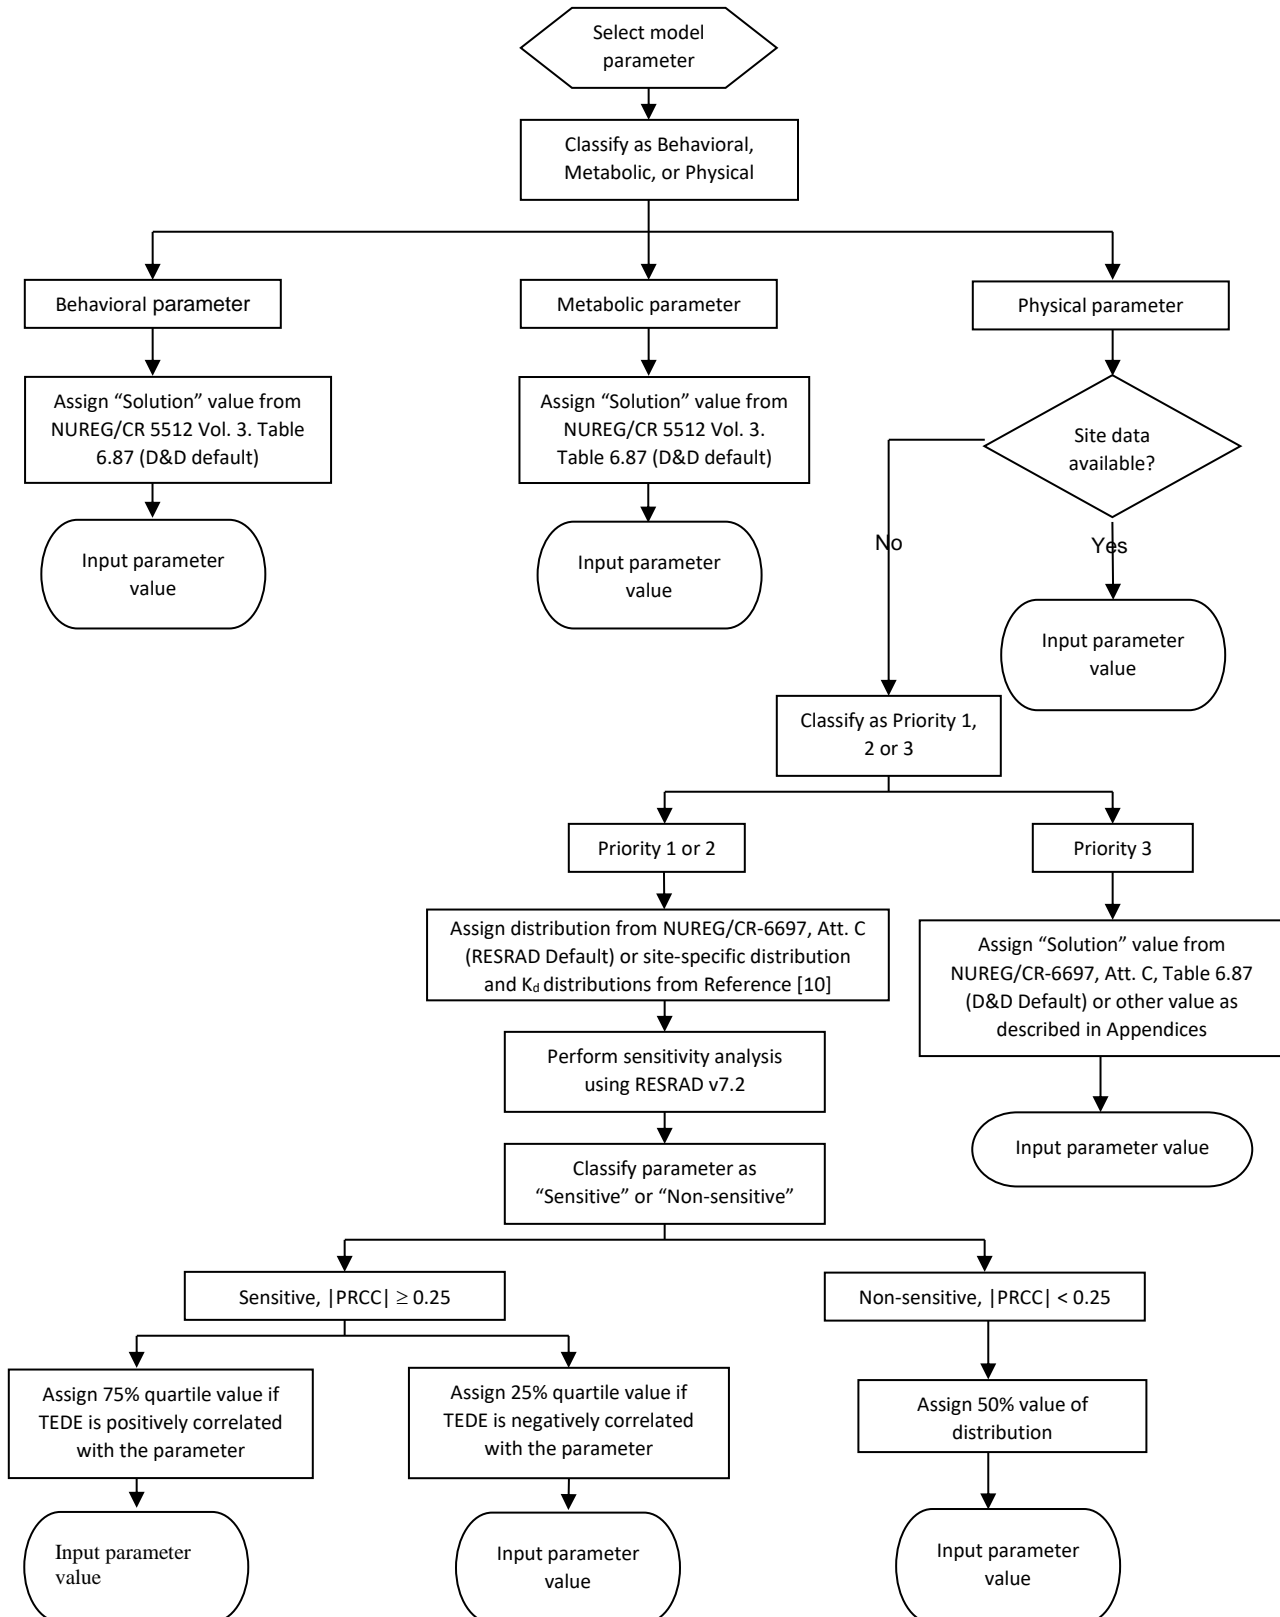 Select model
parameter
Classify as Behavioral,
Metabolic, or Physical
Behavioral parameter
Metabolic parameter
Physical parameter
Assign “Solution” value from
NUREG/CR 5512 Vol. 3. Table
6.87 (D&D default)
Assign “Solution” value from
NUREG/CR 5512 Vol. 3.
Table 6.87 (D&D default)
Site data
available?
No
Yes
Input parameter
value
Input parameter
value
Input parameter
value
Classify as Priority 1,
2 or 3
Priority 1 or 2
Priority 3
Assign distribution from NUREG/CR-6697, Att. C
(RESRAD Default) or site-specific distribution
and Kd distributions from Reference [10]
Assign “Solution” value from
NUREG/CR-6697, Att. C, Table 6.87
(D&D Default) or other value as
described in Appendices
Perform sensitivity analysis
using RESRAD v7.2
Input parameter value
Classify parameter as
“Sensitive” or “Non-sensitive”
Sensitive, |PRCC| ≥ 0.25
Non-sensitive, |PRCC| < 0.25
Assign 75% quartile value if
TEDE is positively correlated
with the parameter
Assign 25% quartile value if
TEDE is negatively correlated
with the parameter
Assign 50% value of
distribution
Input parameter
value
Input parameter
value
Input parameter
value